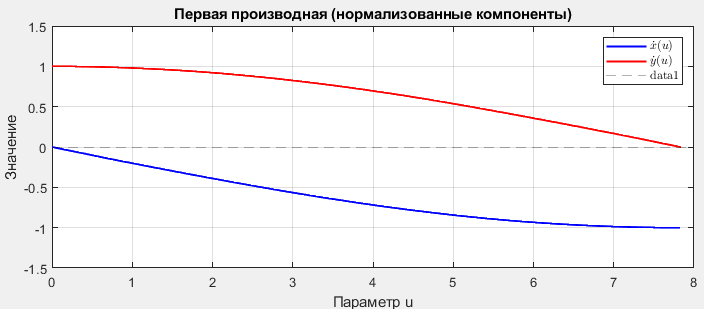 Первая производная (нормализованные компоненты)
1.5
1
0.5
0
-0.5
-1
-1.5
Значение
0 1 2 3 4 5 6 7 8
Параметр u
ẋ(u)
ẏ(u)
data1